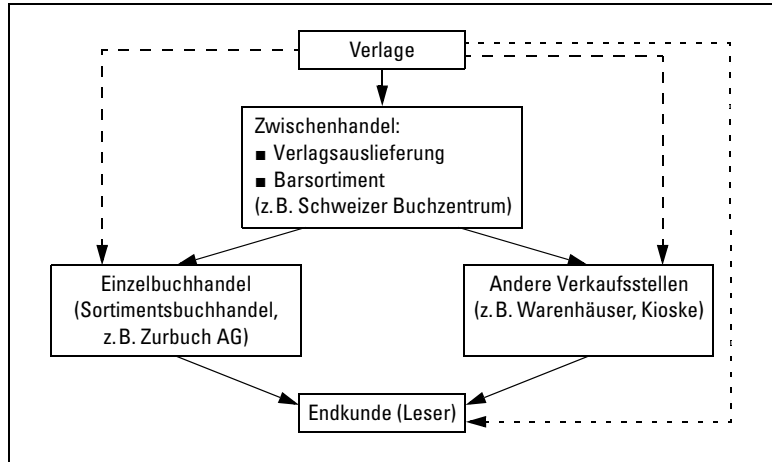 Verlage
Zwischenhandel:
■ Verlagsauslieferung
■ Barsortiment
(z.B. Schweizer Buchzentrum)
Einzelbuchhandel
(Sortimentsbuchhandel,
z.B. Zurbuch AG)
Andere Verkaufsstellen
(z.B. Warenhäuser, Kioske)
Endkunde (Leser)